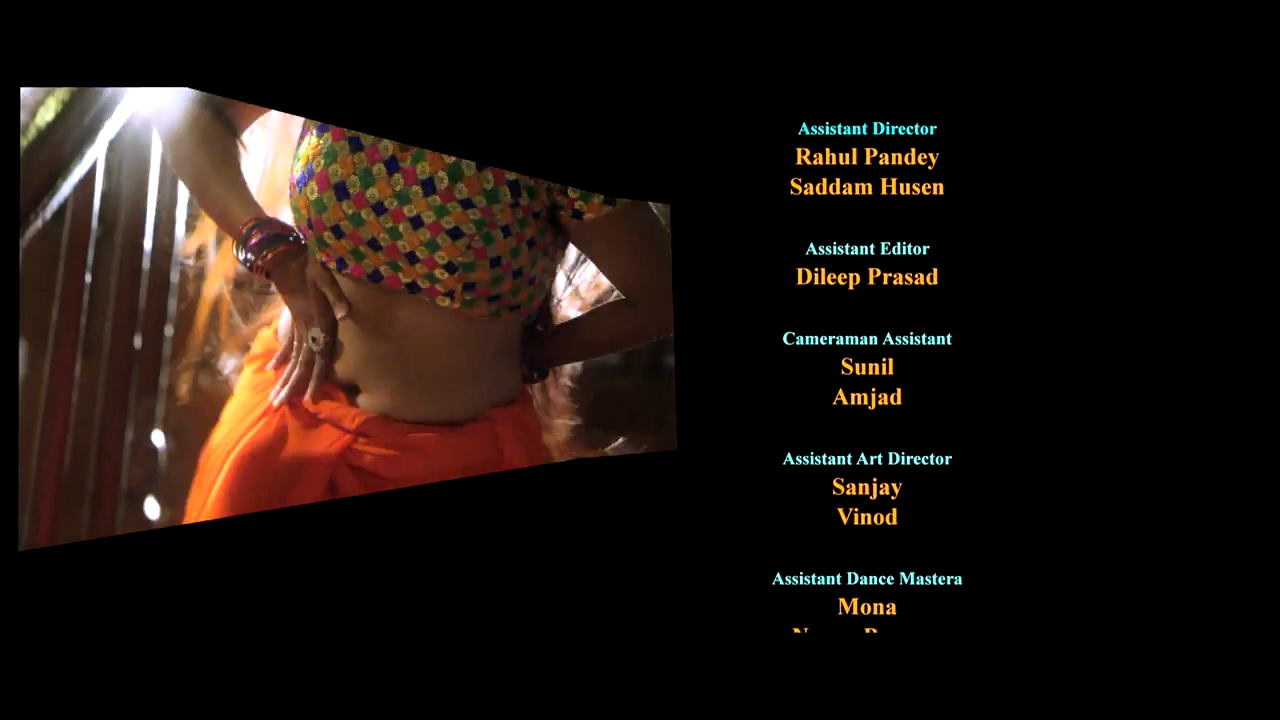 Assistant Director
Rahul Pandey
Saddam Husen
Assistant Editor
Dileep Prasad
Cameraman Assistant
Sunil
Amjad
Assistant Art Director
Sanjay
Vinod
Assistant Dance Mastera
Mona